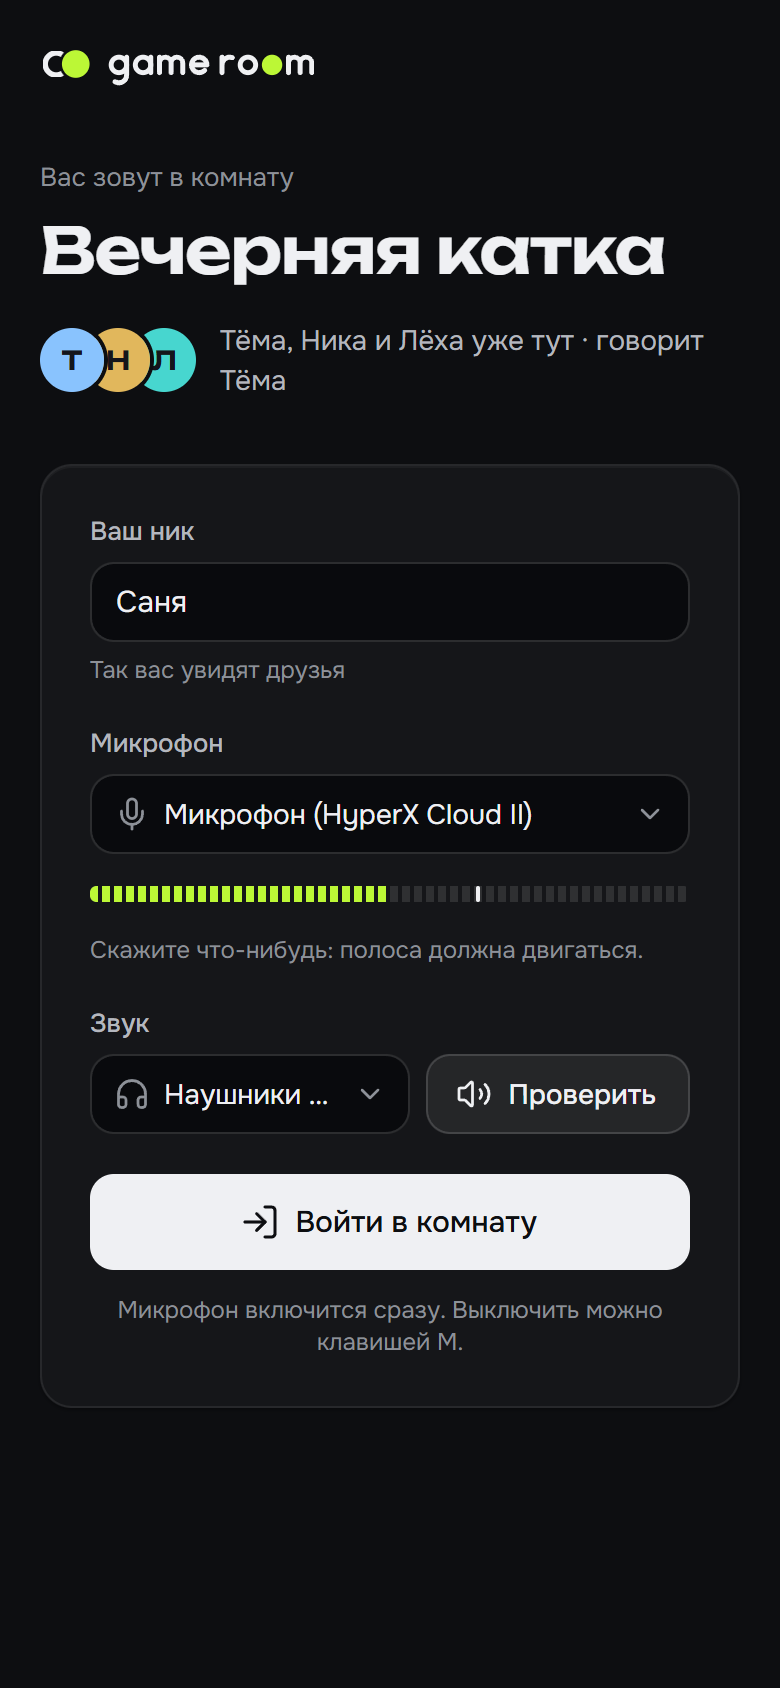 game room
Вас зовут в комнату
Вечерняя катка
Т Н Л
Тёма, Ника и Лёха уже тут · говорит
Тёма
Ваш ник
Саня
Так вас увидят друзья
Микрофон
Микрофон (HyperX Cloud II)
Скажите что-нибудь: полоса должна двигаться.
Звук
Наушники ...
Проверить
Войти в комнату
Микрофон включится сразу. Выключить можно
клавишей M.